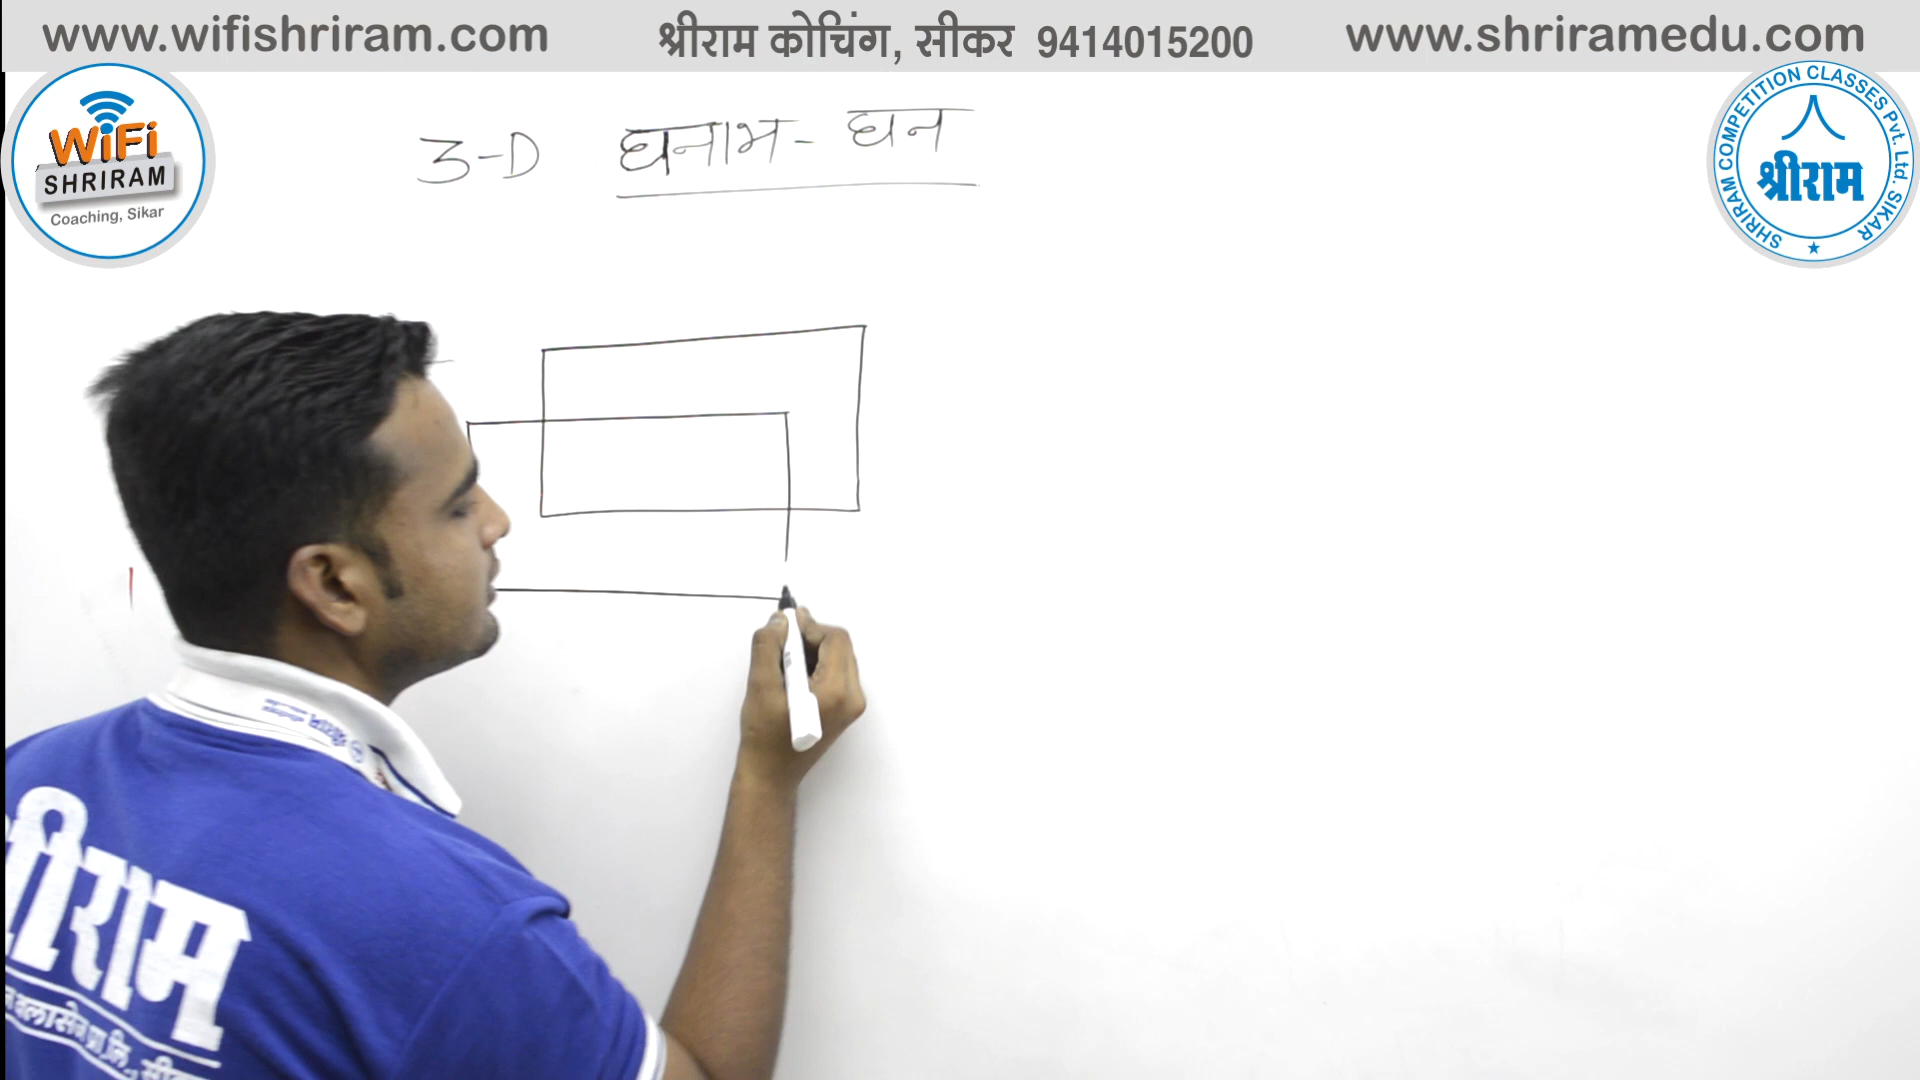 www.wifishriram.com
श्रीराम कोचिंग, सीकर 9414015200
www.shriramedu.com
WiFi
SHRIRAM
Coaching, Sikar
3-D घनाभ - घन
SHRIRAM COMPETITION CLASSES Pvt. Ltd. SIKAR
श्रीराम
श्रीराम